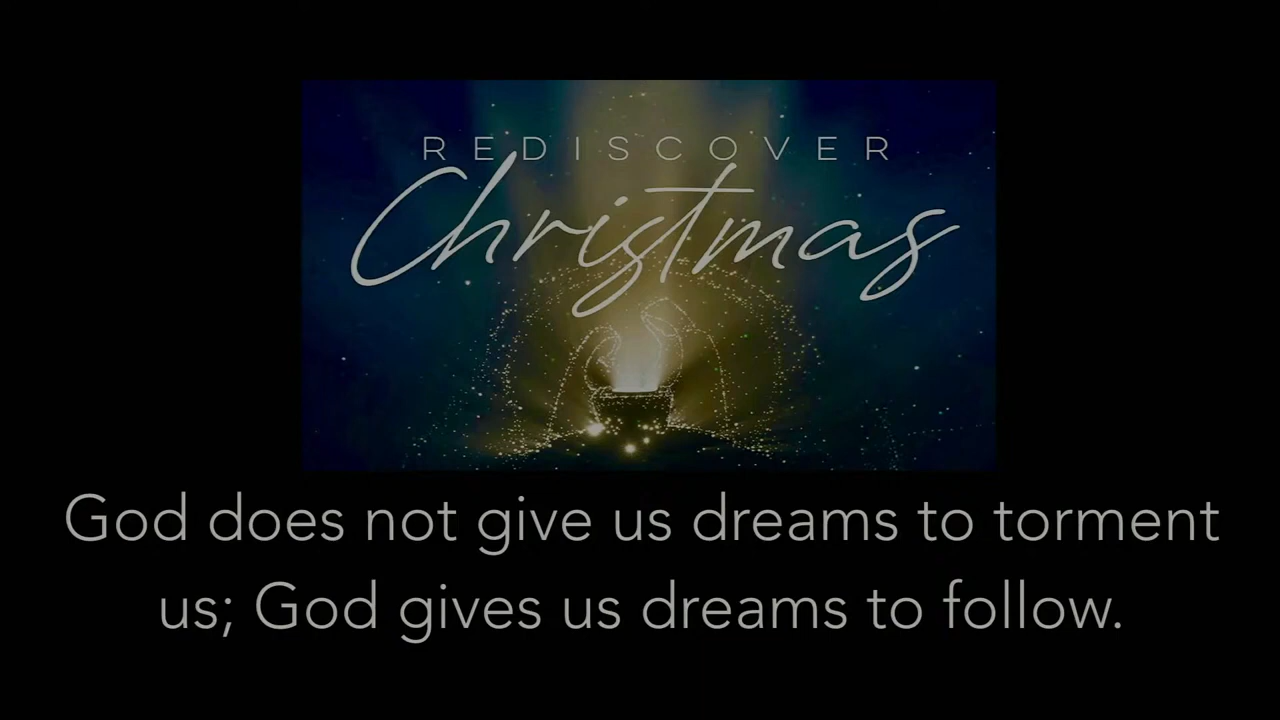 REDISCOVER
Christmas
God does not give us dreams to torment
us; God gives us dreams to follow.